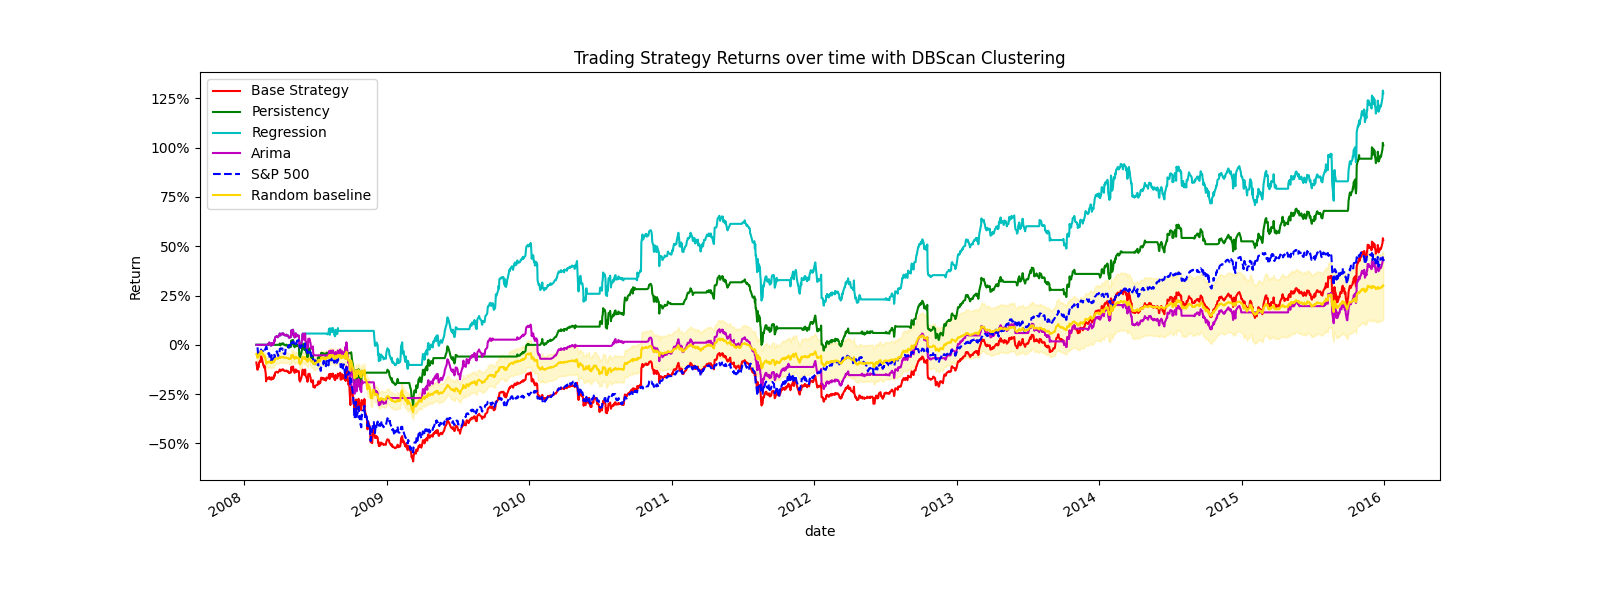 Trading Strategy Returns over time with DBScan Clustering
Base Strategy
Persistency
Regression
Arima
S&P 500
Random baseline
125%
100%
75%
50%
25%
0%
−25%
−50%
Return
2008
2009
2010
2011
2012
2013
2014
2015
2016
date